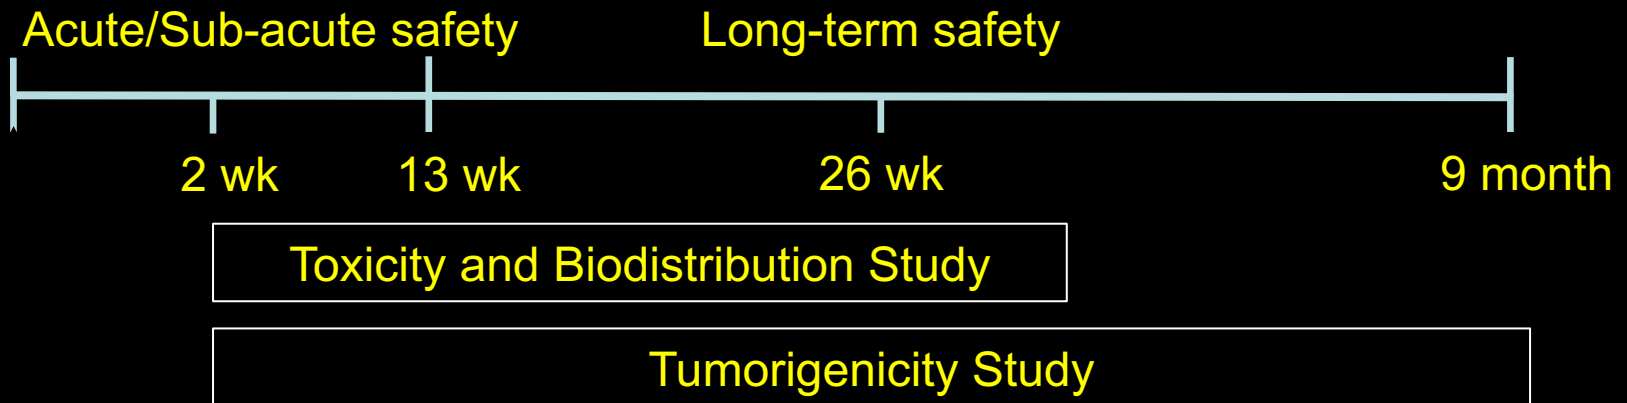 Acute/Sub-acute safety Long-term safety
2 wk 13 wk 26 wk 9 month
Toxicity and Biodistribution Study
Tumorigenicity Study